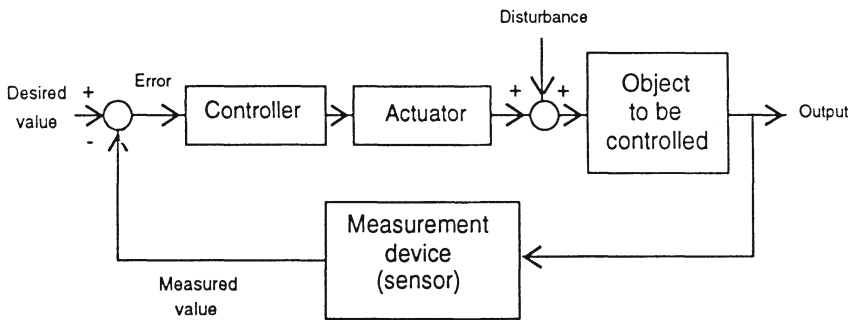 Disturbance
Desired
value
+
-
Error
Controller
Actuator
+
+
Object
to be
controlled
Output
Measurement
device
(sensor)
Measured
value